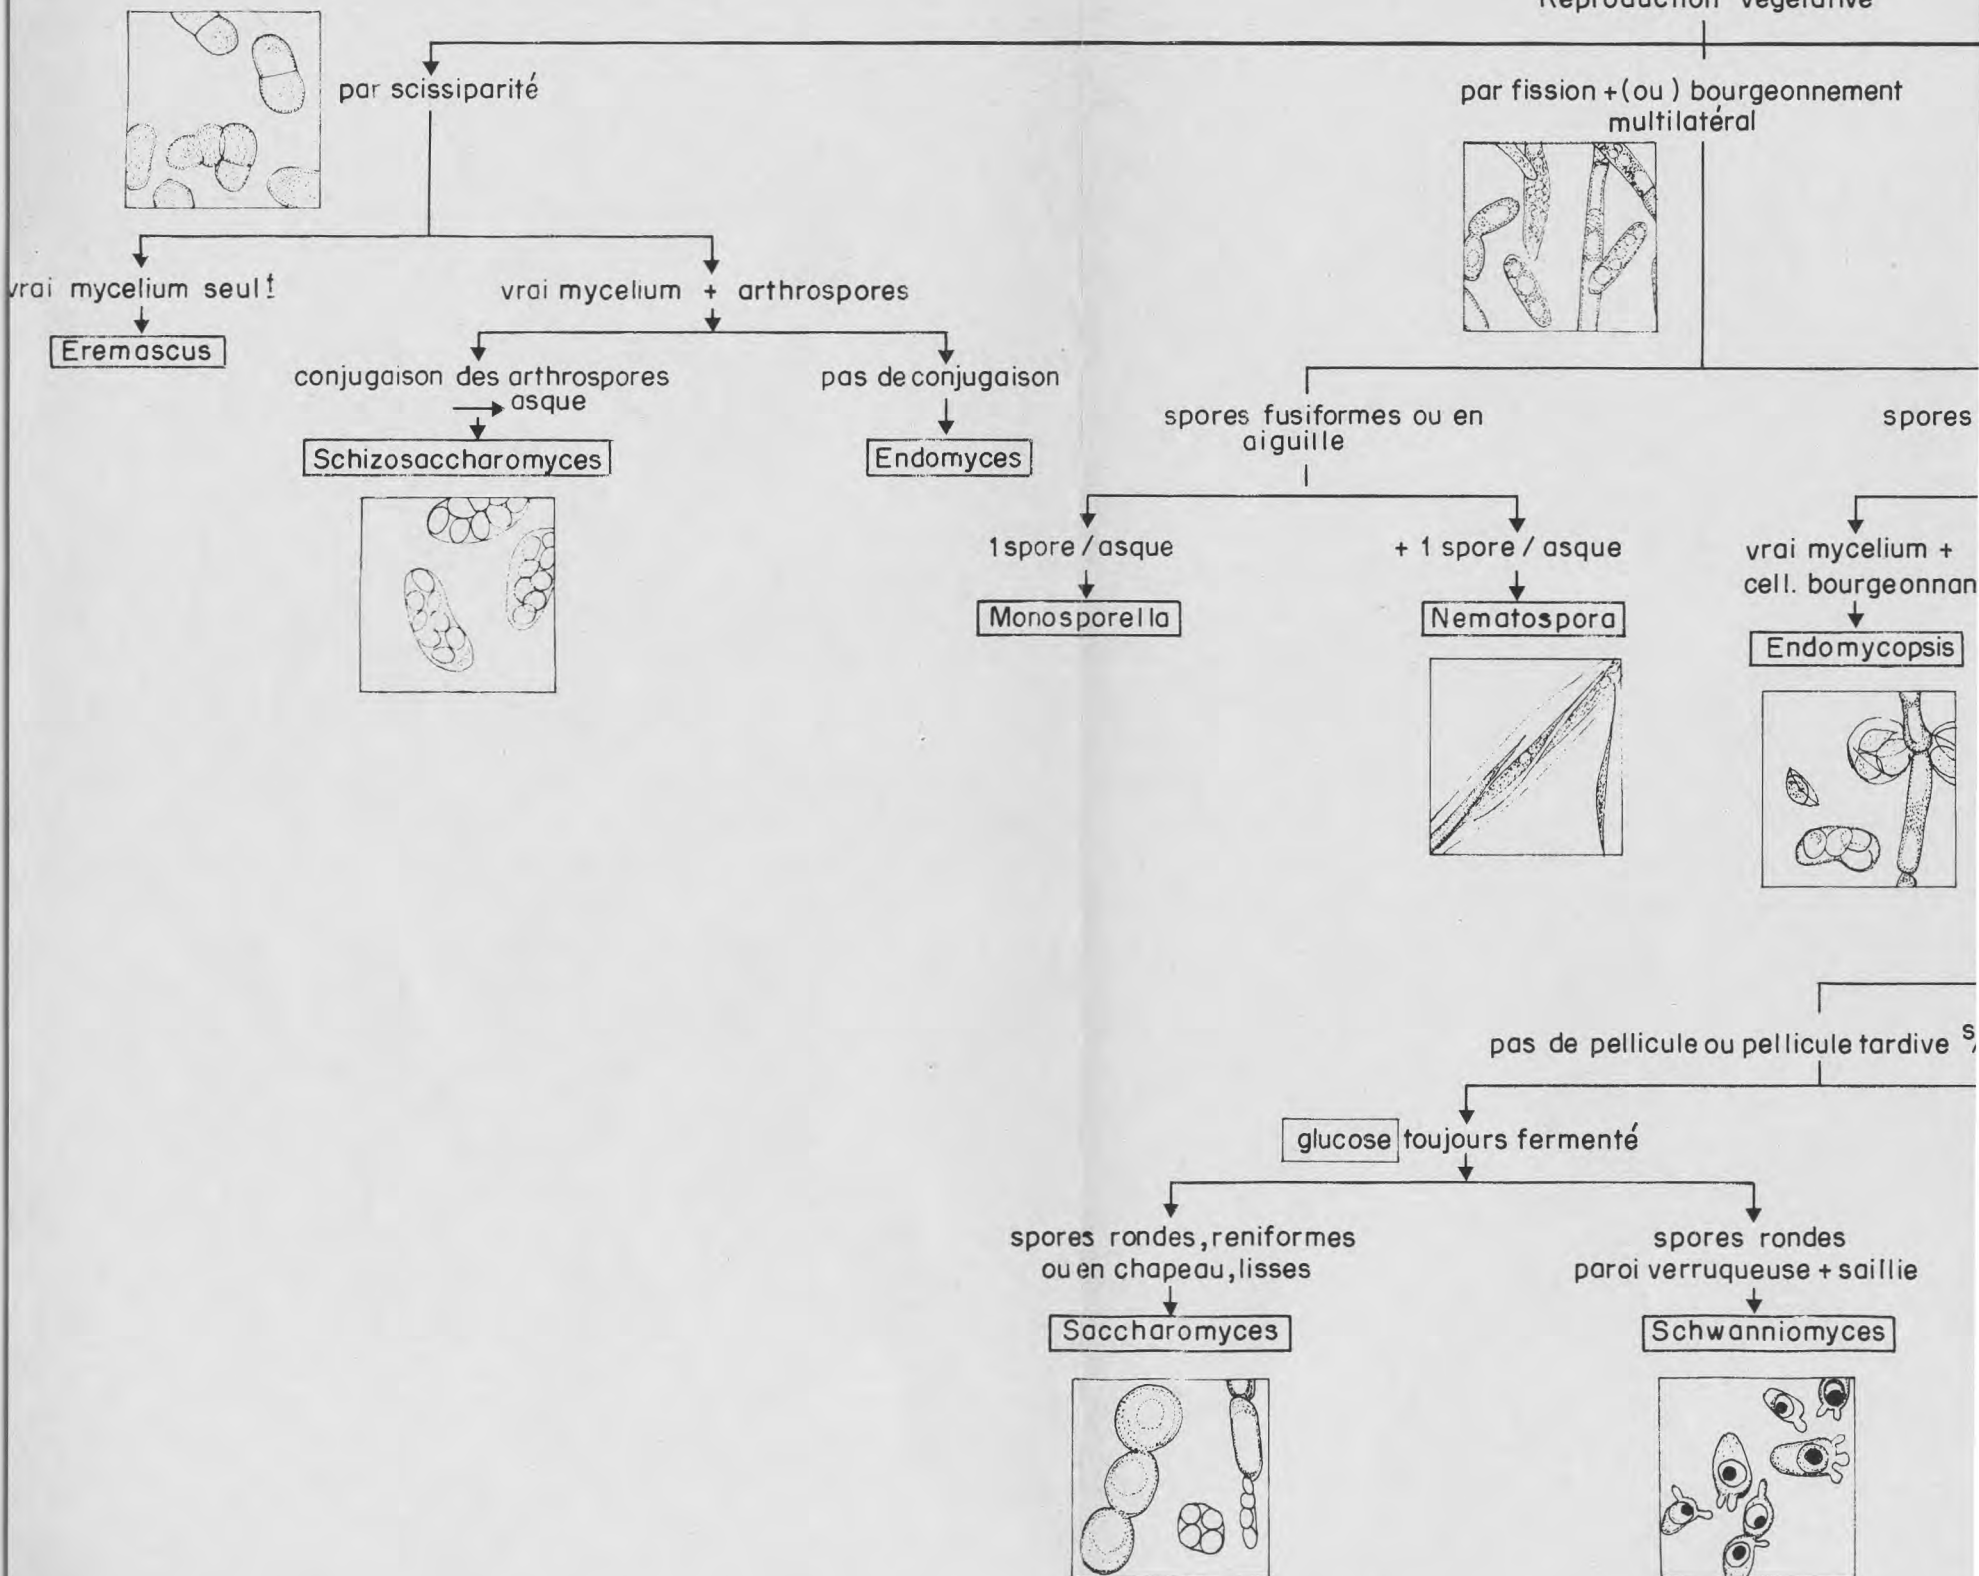 Reproduction végétative
par scissiparité
par fission + (ou) bourgeonnement
multilatéral
vrai mycelium seult
vrai mycelium + arthrospores
Eremascus
conjugaison des arthrospores
asque
pas de conjugaison
spores fusiformes ou en
aiguille
spores
Schizosaccharomyces
Endomyces
1 spore / asque
+ 1 spore / asque
vrai mycelium +
cell. bourgeonnan
Monosporella
Nematospora
Endomycopsis
pas de pellicule ou pellicule tardive s/
glucose toujours fermenté
spores rondes, reniformes
ou en chapeau, lisses
spores rondes
paroi verruqueuse + saillie
Saccharomyces
Schwanniomyces